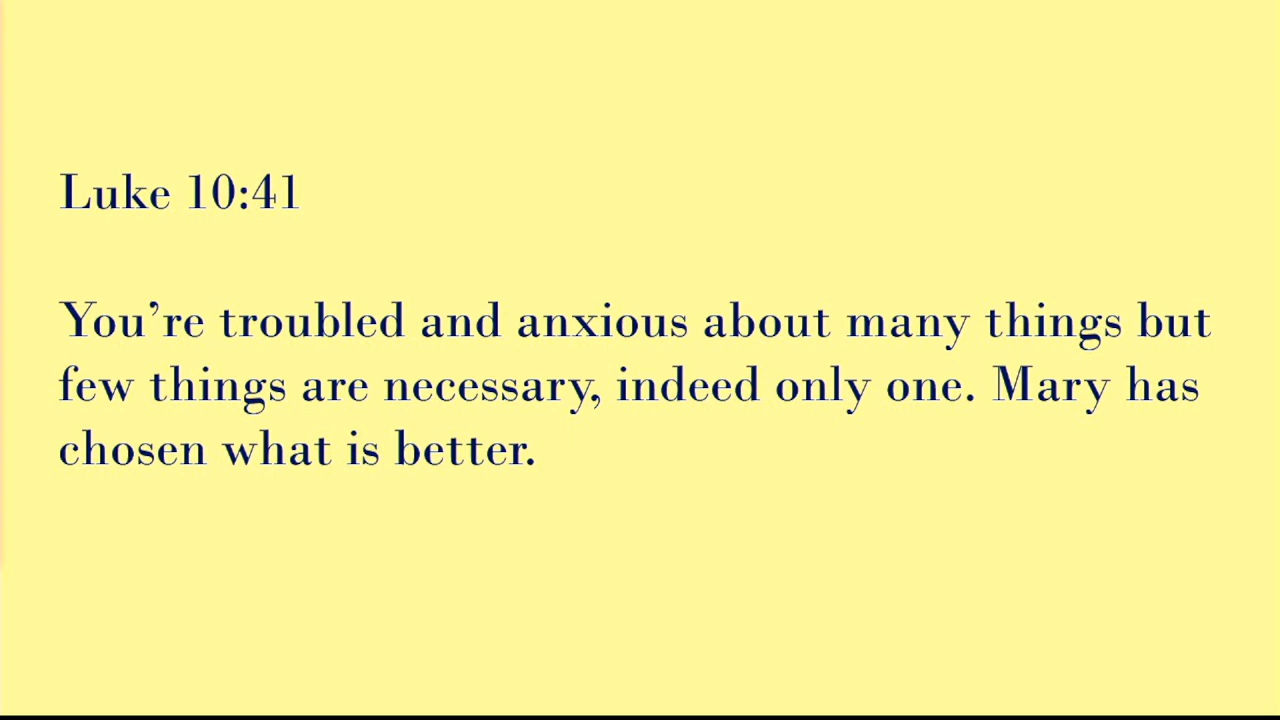 Luke 10:41
You’re troubled and anxious about many things but
few things are necessary, indeed only one. Mary has
chosen what is better.